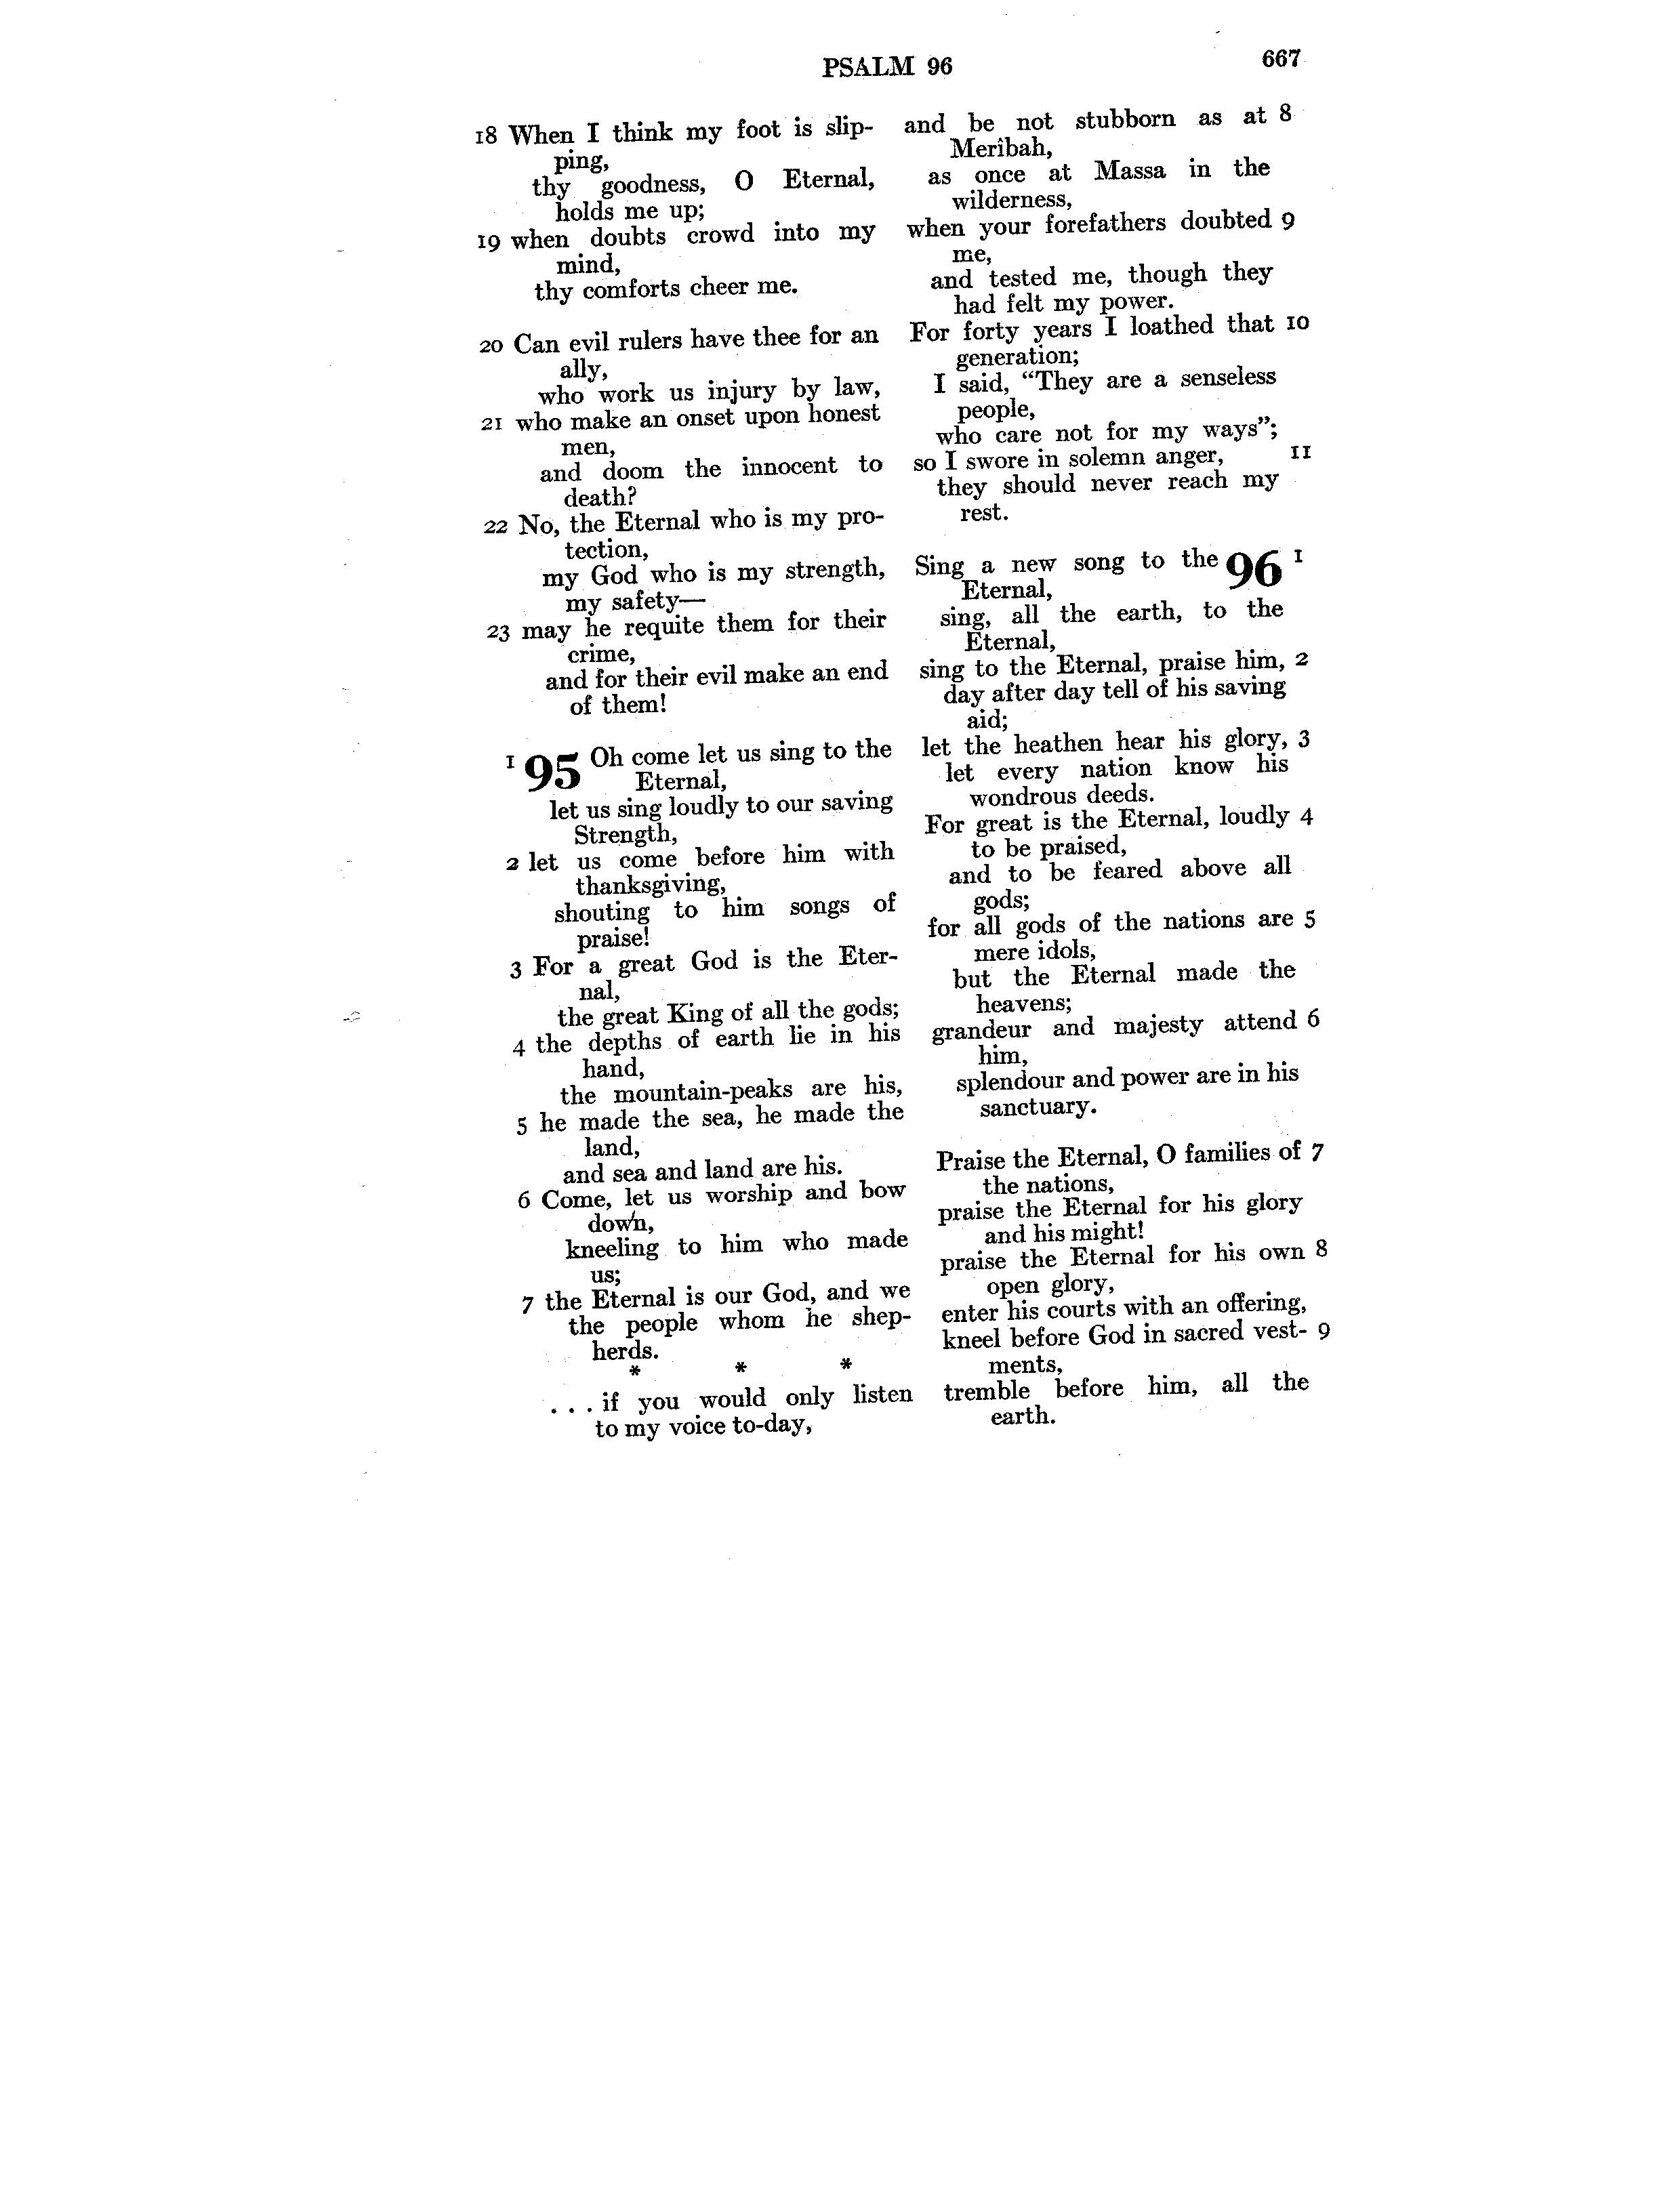 PSALM 96
667
18 When I think my foot is slip-
ping,
thy goodness, O Eternal,
holds me up;
19 when doubts crowd into my
mind,
thy comforts cheer me.
20 Can evil rulers have thee for an
ally,
who work us injury by law,
21 who make an onset upon honest
men,
and doom the innocent to
death?
22 No, the Eternal who is my pro-
tection,
my God who is my strength,
my safety—
23 may he requite them for their
crime,
and for their evil make an end
of them!
1 95 Oh come let us sing to the
Eternal,
let us sing loudly to our saving
Strength,
2 let us come before him with
thanksgiving,
shouting to him songs of
praise!
3 For a great God is the Eter-
nal,
the great King of all the gods;
4 the depths of earth lie in his
hand,
the mountain-peaks are his,
5 he made the sea, he made the
land,
and sea and land are his.
6 Come, let us worship and bow
down,
kneeling to him who made
us;
7 the Eternal is our God, and we
the people whom he shep-
herds.
* * *
. . . if you would only listen
to my voice to-day,
and be not stubborn as at 8
Merîbah,
as once at Massa in the
wilderness,
when your forefathers doubted 9
me,
and tested me, though they
had felt my power.
For forty years I loathed that 10
generation;
I said, “They are a senseless
people,
who care not for my ways”;
so I swore in solemn anger, 11
they should never reach my
rest.
Sing a new song to the 96 1
Eternal,
sing, all the earth, to the
Eternal,
sing to the Eternal, praise him, 2
day after day tell of his saving
aid;
let the heathen hear his glory, 3
let every nation know his
wondrous deeds.
For great is the Eternal, loudly 4
to be praised,
and to be feared above all
gods;
for all gods of the nations are 5
mere idols,
but the Eternal made the
heavens;
grandeur and majesty attend 6
him,
splendour and power are in his
sanctuary.
Praise the Eternal, O families of 7
the nations,
praise the Eternal for his glory
and his might!
praise the Eternal for his own 8
open glory,
enter his courts with an offering,
kneel before God in sacred vest- 9
ments,
tremble before him, all the
earth.